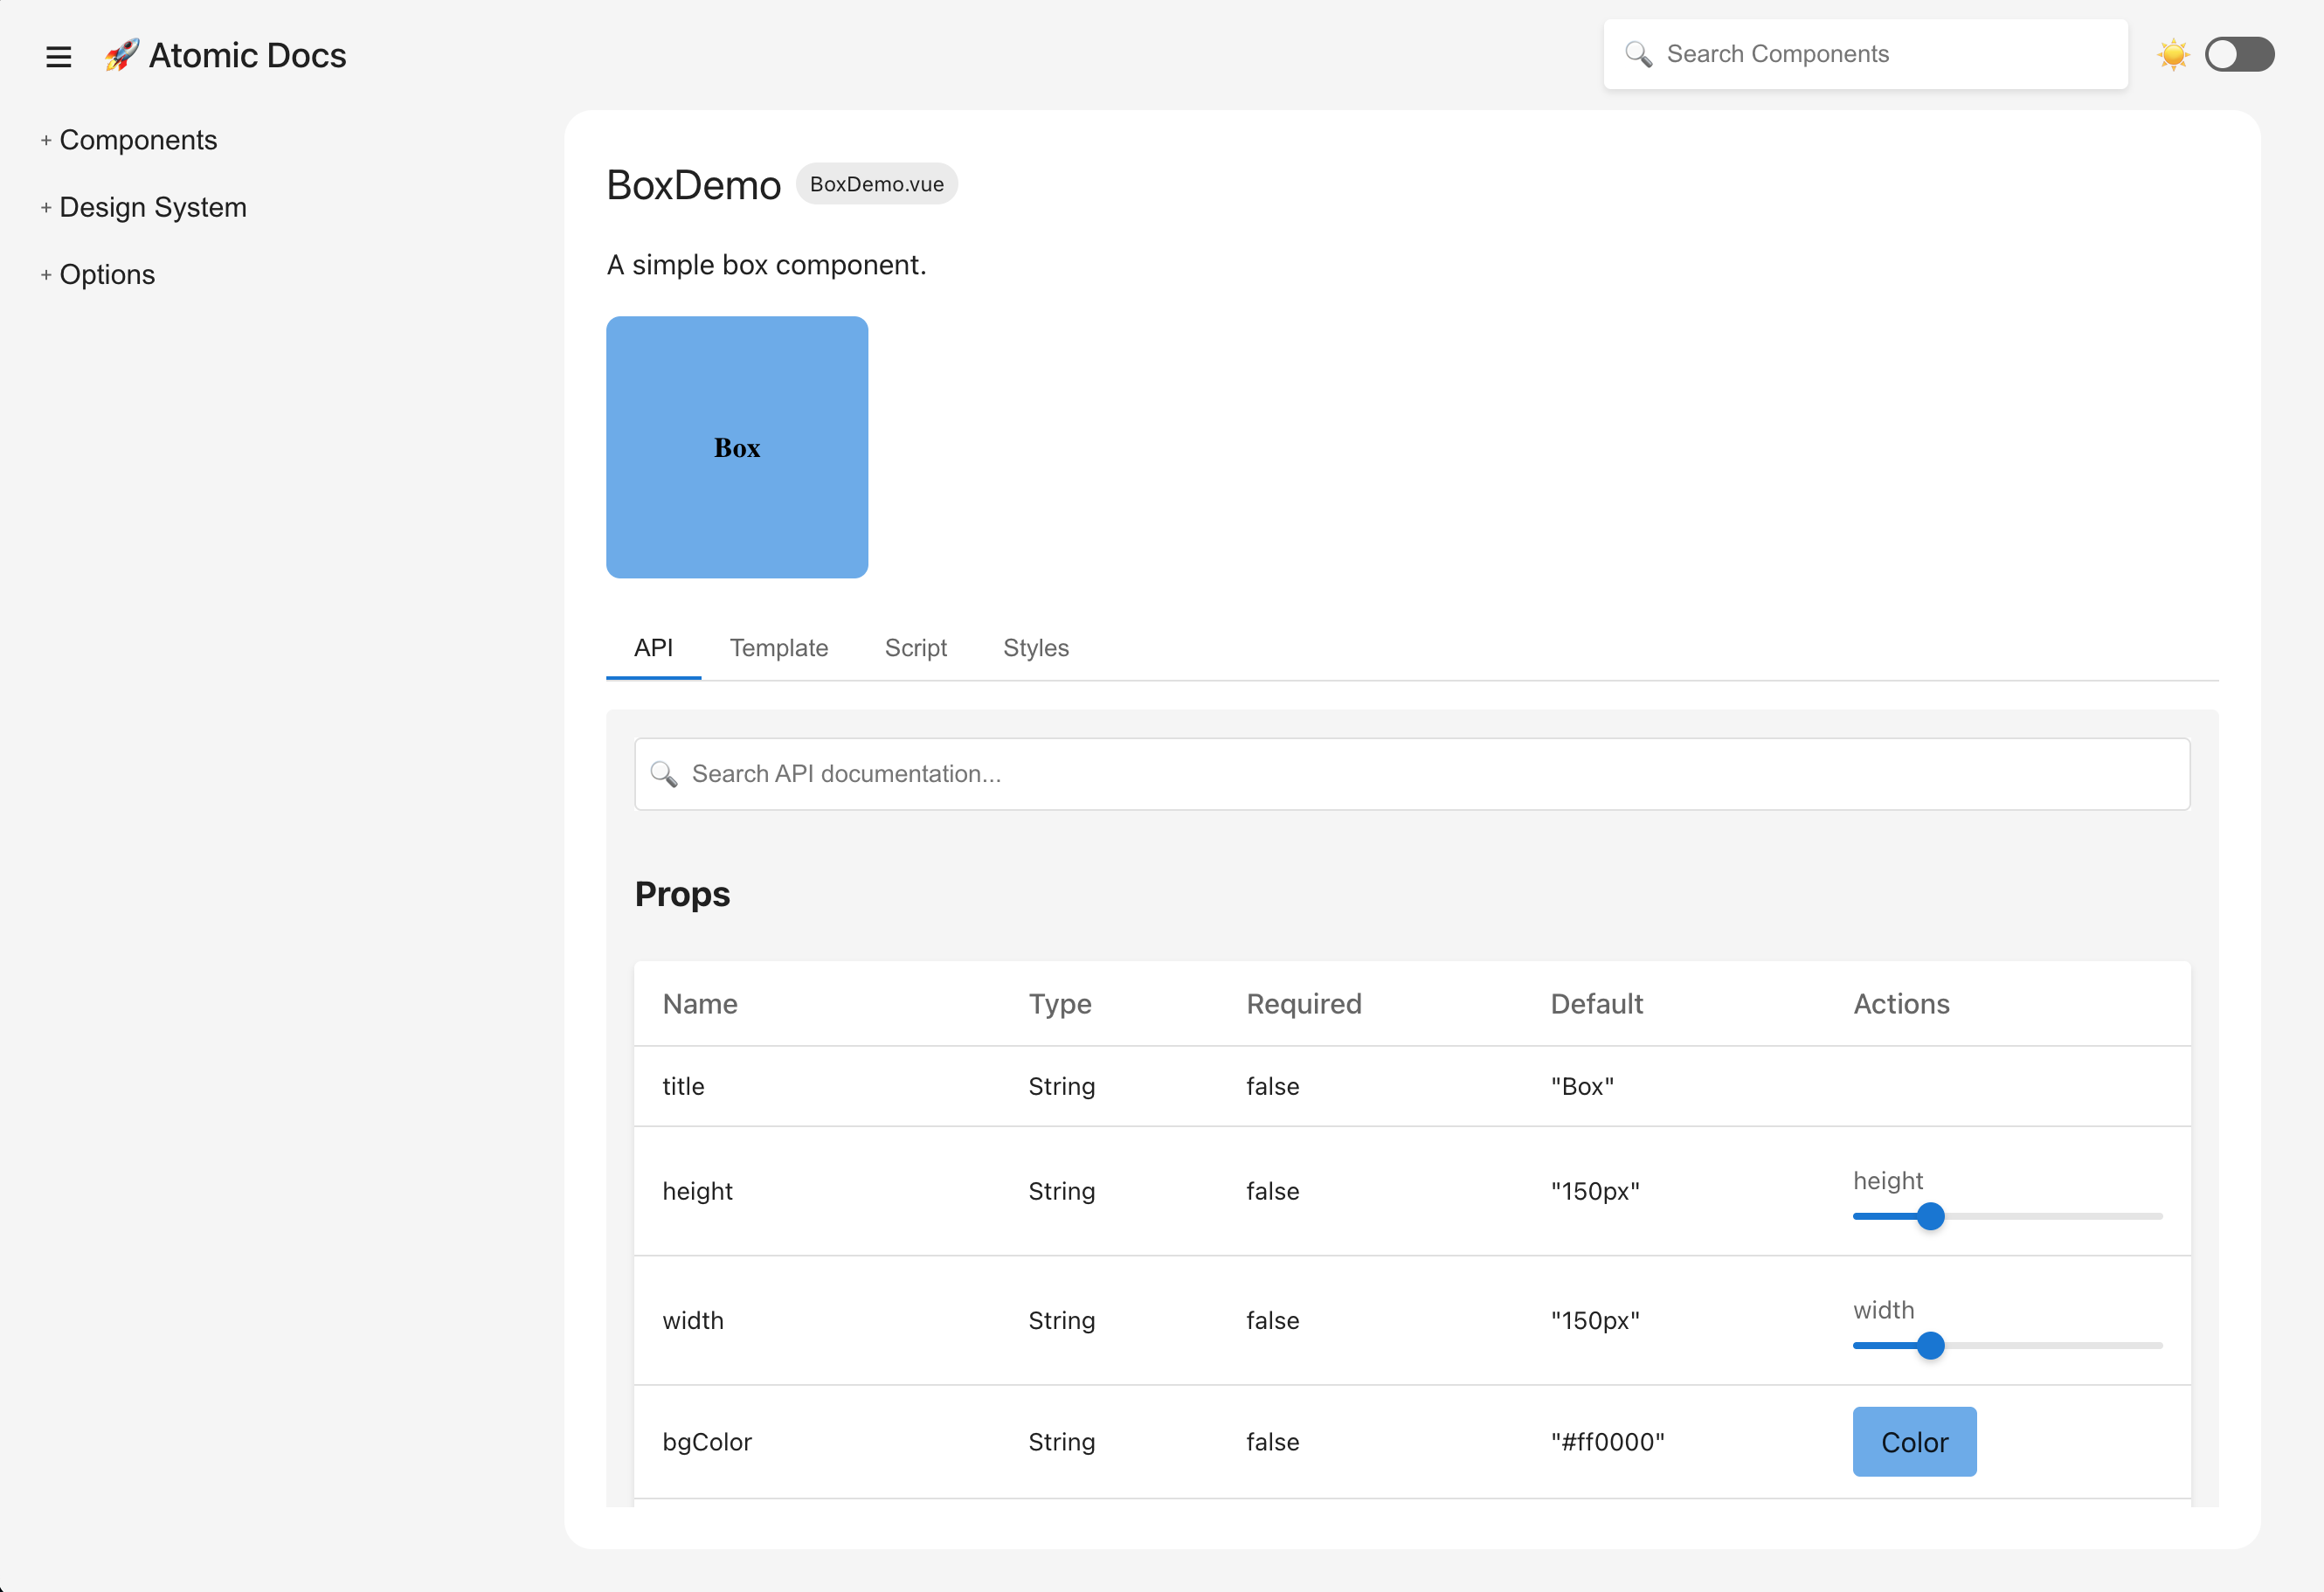 Atomic Docs
Search Components
+ Components
+ Design System
+ Options
BoxDemo BoxDemo.vue
A simple box component.
Box
API Template Script Styles
Search API documentation...
Props
Name Type Required Default Actions
title String false "Box"
height String false "150px" height
width String false "150px" width
bgColor String false "#ff0000" Color